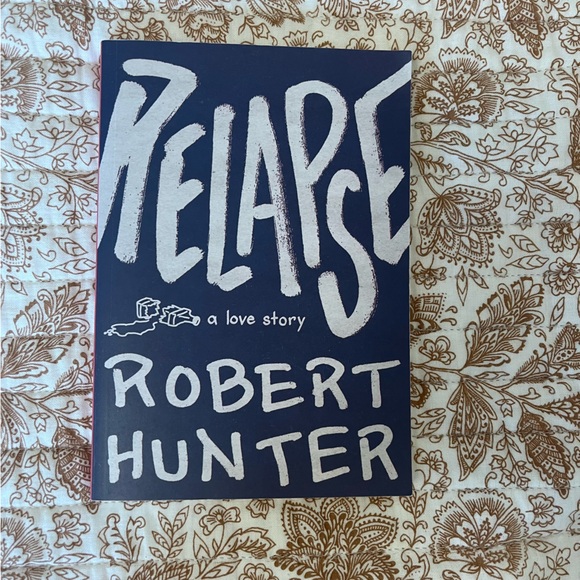 RELAPSE
a love story
ROBERT
HUNTER